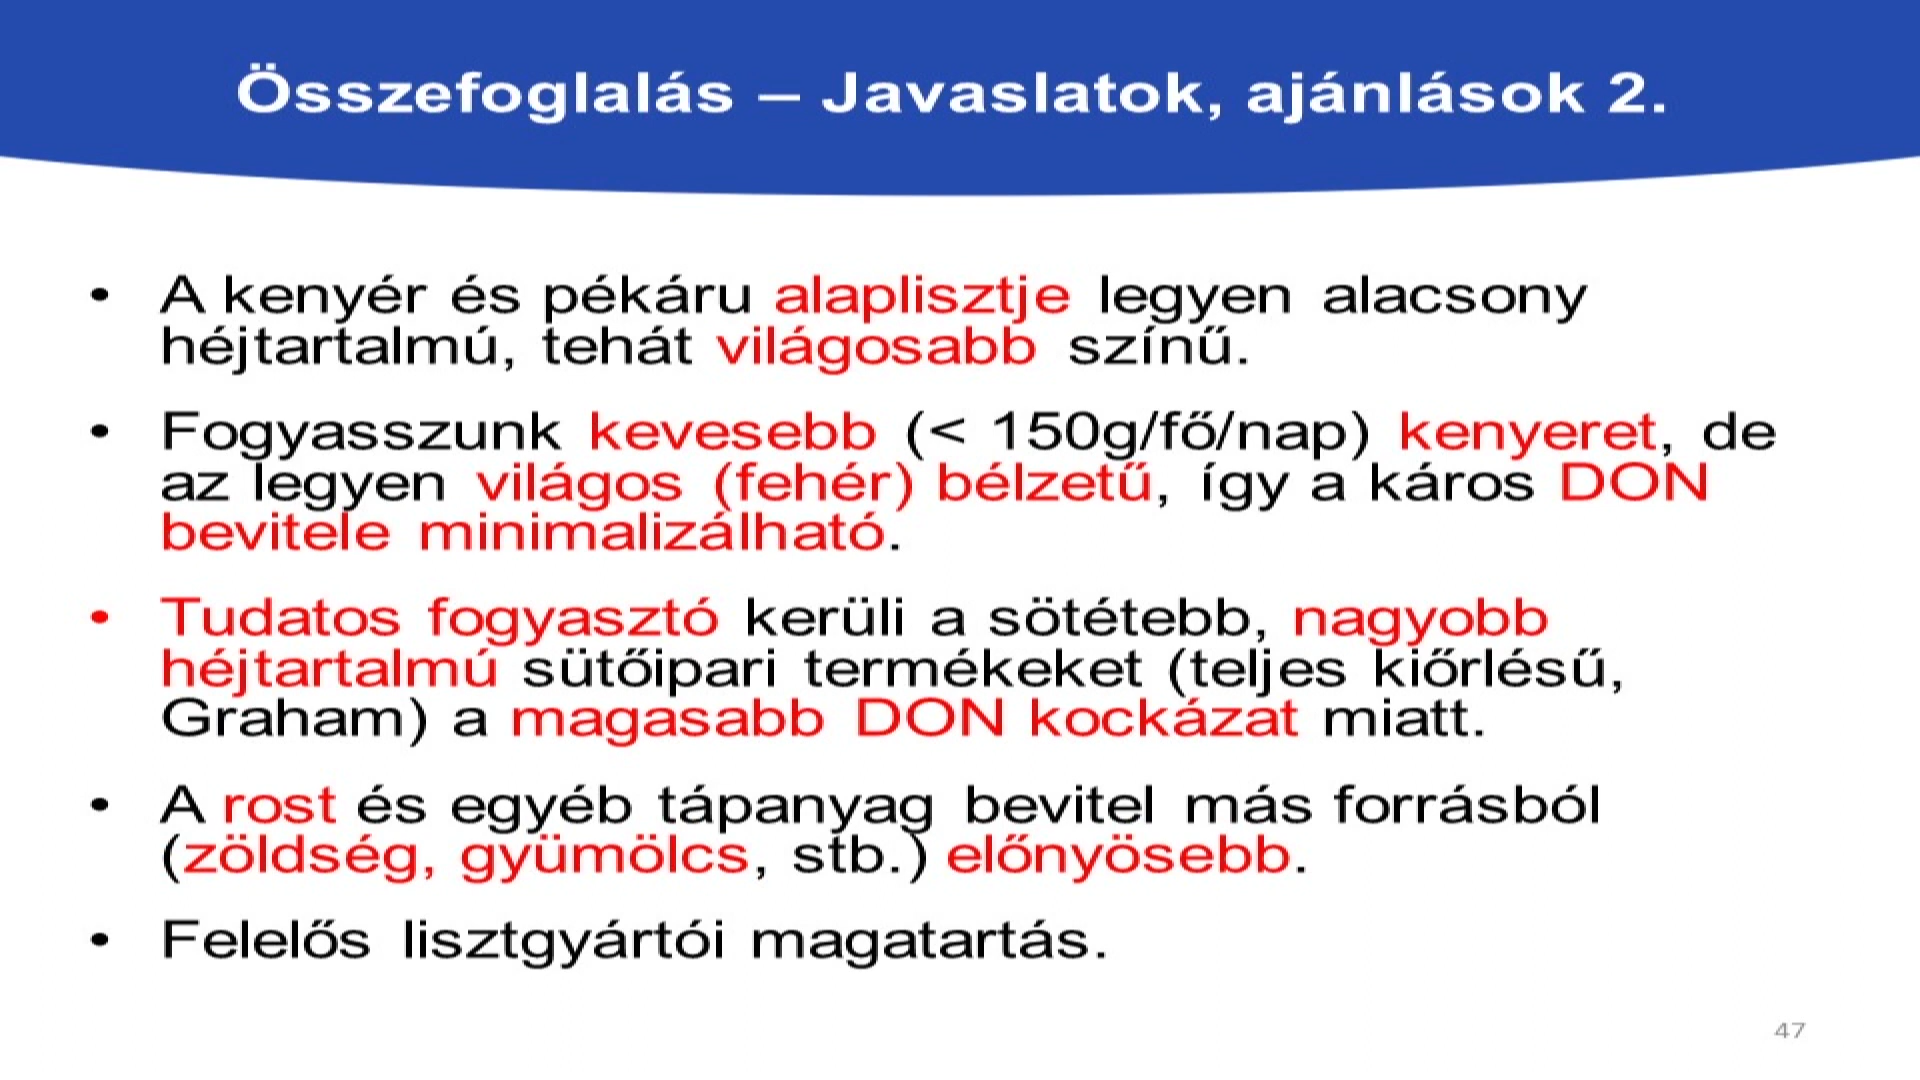 Összefoglalás – Javaslatok, ajánlások 2.
• A kenyér és pékáru alaplisztje legyen alacsony
héjtartalmú, tehát világosabb színű.
• Fogyasszunk kevesebb (< 150g/fő/nap) kenyeret, de
az legyen világos (fehér) bélzetű, így a káros DON
bevitele minimalizálható.
• Tudatos fogyasztó kerüli a sötétebb, nagyobb
héjtartalmú sütőipari termékeket (teljes kiőrlésű,
Graham) a magasabb DON kockázat miatt.
• A rost és egyéb tápanyag bevitel más forrásból
(zöldség, gyümölcs, stb.) előnyösebb.
• Felelős lisztgyártói magatartás.
47